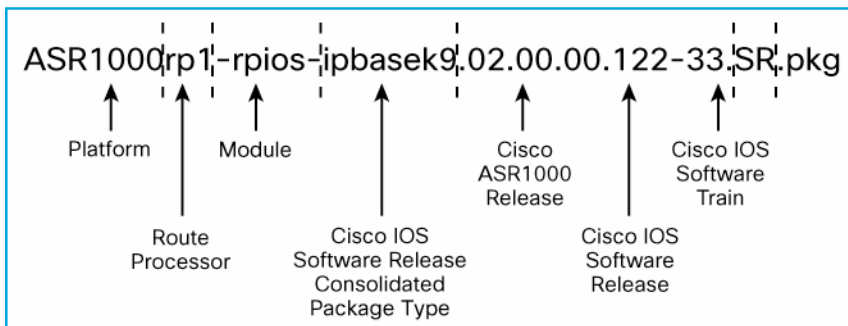 ASR1000rp1-rpios-ipbasek9.02.00.00.122-33.SR.pkg
Platform
Module
Cisco
ASR1000
Release
Cisco IOS
Software
Train
Route
Processor
Cisco IOS
Software Release
Consolidated
Package Type
Cisco IOS
Software
Release